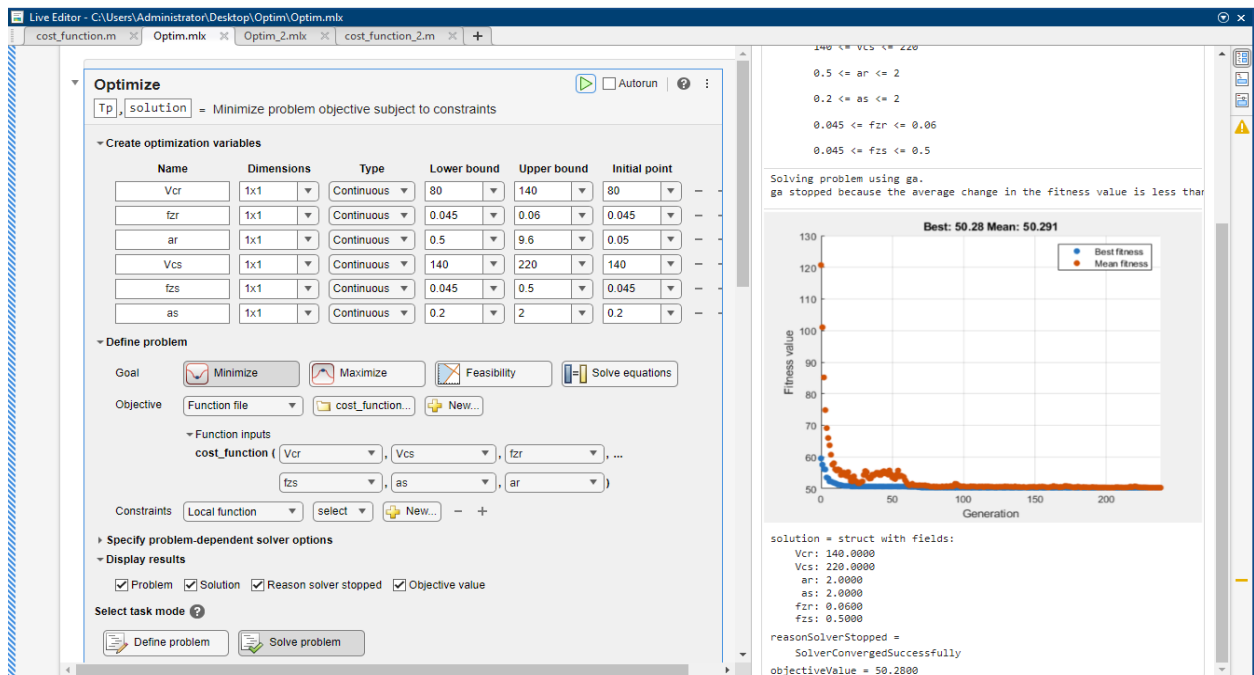 Live Editor - C:\Users\Administrator\Desktop\Optim\Optim.mlx
cost_function.m Optim.mlx Optim_2.mlx cost_function_2.m +
Optimize Autorun
Tp , solution = Minimize problem objective subject to constraints
Create optimization variables
Name Dimensions Type Lower bound Upper bound Initial point
Vcr 1x1 Continuous 80 140 80
fzr 1x1 Continuous 0.045 0.06 0.045
ar 1x1 Continuous 0.5 9.6 0.05
Vcs 1x1 Continuous 140 220 140
fzs 1x1 Continuous 0.045 0.5 0.045
as 1x1 Continuous 0.2 2 0.2
Define problem
Goal Minimize Maximize Feasibility Solve equations
Objective Function file cost_function... New...
Function inputs
cost_function ( Vcr , Vcs , fzr , ...
fzs , as , ar )
Constraints Local function select New...
Specify problem-dependent solver options
Display results
Problem Solution Reason solver stopped Objective value
Select task mode
Define problem Solve problem
140 <= Vcs <= 220
0.5 <= ar <= 2
0.2 <= as <= 2
0.045 <= fzr <= 0.06
0.045 <= fzs <= 0.5
Solving problem using ga.
ga stopped because the average change in the fitness value is less than
Best: 50.28 Mean: 50.291
Best fitness
Mean fitness
130
120
110
100
90
80
70
60
50
Fitness value
0 50 100 150 200
Generation
solution = struct with fields:
Vcr: 140.0000
Vcs: 220.0000
ar: 2.0000
as: 2.0000
fzr: 0.0600
fzs: 0.5000
reasonSolverStopped =
SolverConvergedSuccessfully
objectiveValue = 50.2800